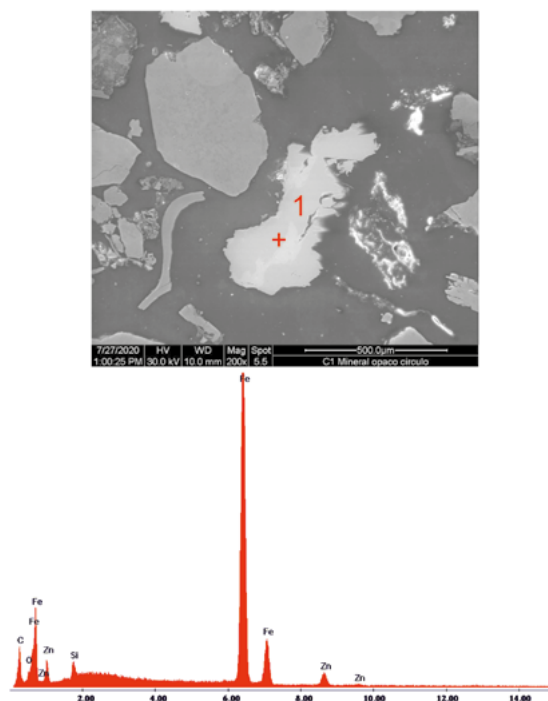 1
+
7/27/2020 HV WD Mag Spot 500.0µm
1:00:25 PM 30.0 kV 10.0 mm 200x 5.5 C1 Mineral opaco circulo
Fe
Fe
Fe
C
O
Zn
Zn
Si
Fe
Zn
Zn
2.00 4.00 6.00 8.00 10.00 12.00 14.00